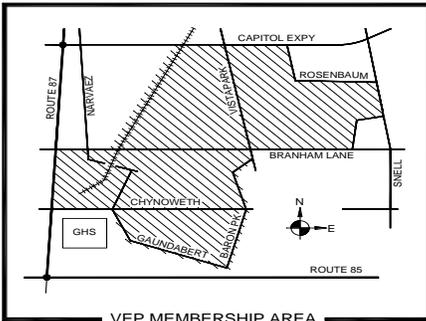 CAPITOL EXPY
ROSENBAUM
ROUTE 87
NARVAEZ
VISTAPARK
BRANHAM LANE
SNELL
CHYNOWETH
GHS
GAUNDABERT
BARON PK
N
E
ROUTE 85
VEP MEMBERSHIP AREA